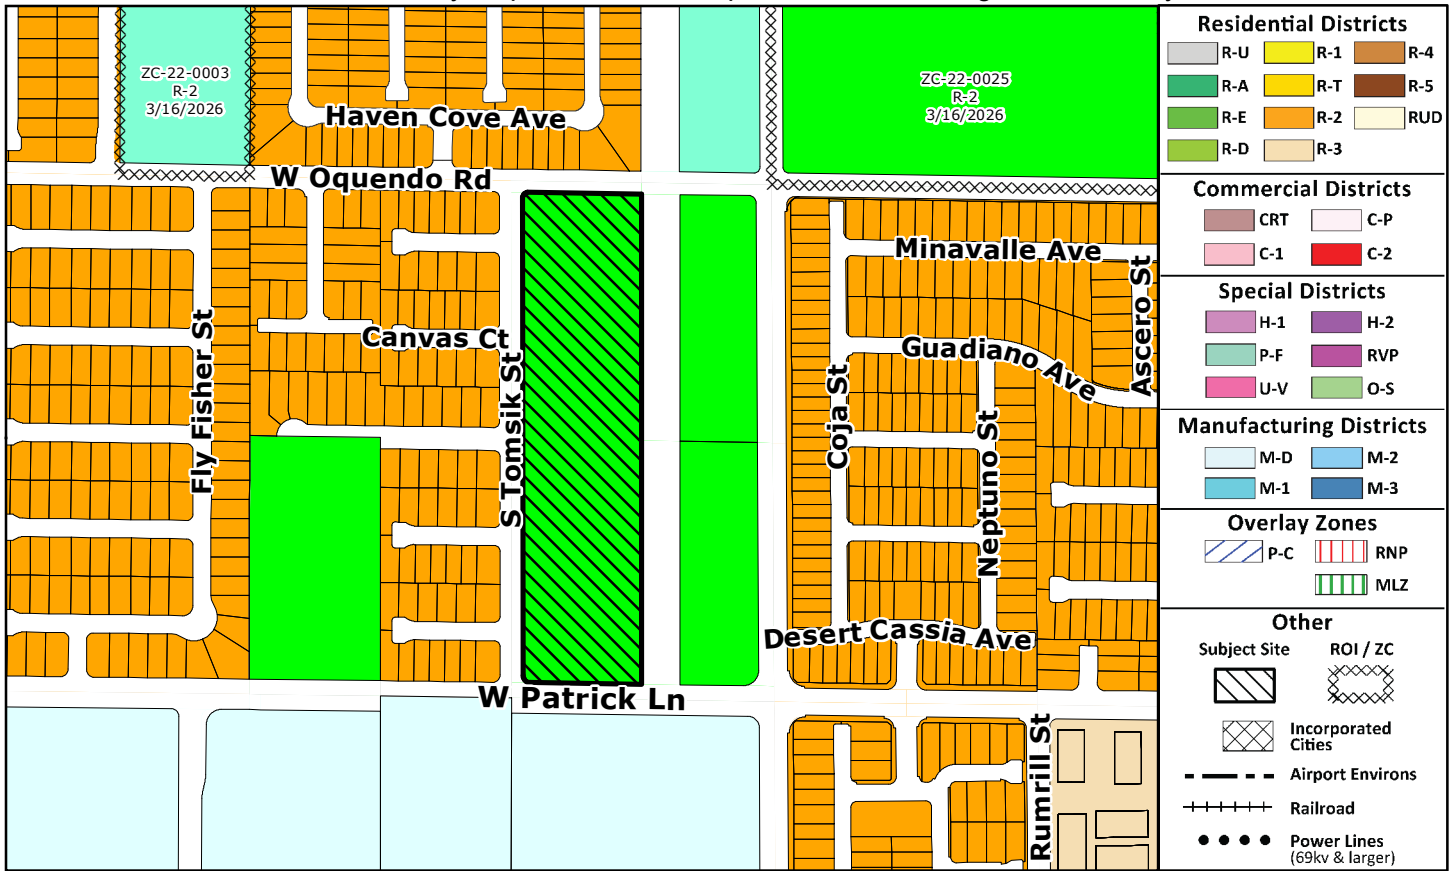 ZC-22-0003
R-2
3/16/2026
ZC-22-0025
R-2
3/16/2026
Haven Cove Ave
W Oquendo Rd
Minavalle Ave
Ascero St
Canvas Ct
Guadiano Ave
Fly Fisher St
S Tomsik St
Coja St
Neptuno St
Desert Cassia Ave
W Patrick Ln
Rumrill St
Residential Districts
R-U
R-1
R-4
R-A
R-T
R-5
R-E
R-2
RUD
R-D
R-3
Commercial Districts
CRT
C-P
C-1
C-2
Special Districts
H-1
H-2
P-F
RVP
U-V
O-S
Manufacturing Districts
M-D
M-2
M-1
M-3
Overlay Zones
P-C
RNP
MLZ
Other
Subject Site
ROI / ZC
Incorporated
Cities
Airport Environs
Railroad
Power Lines
(69kv & larger)